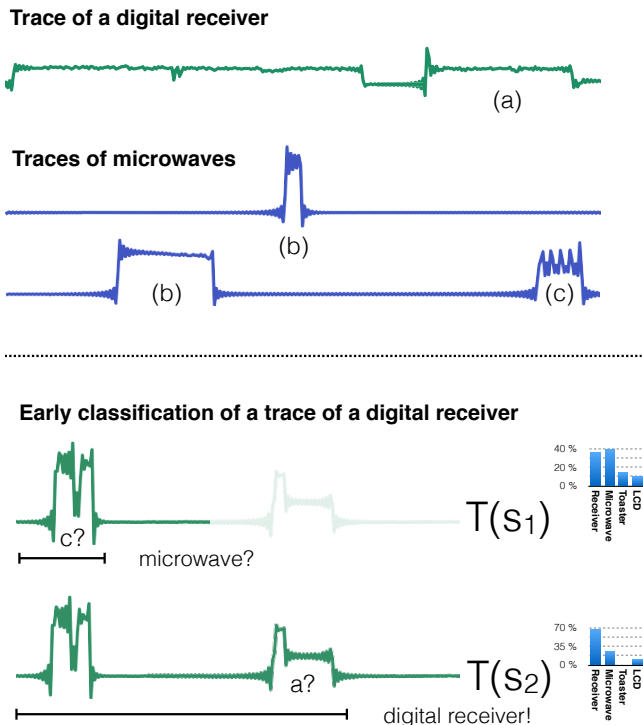 Trace of a digital receiver
(a)
Traces of microwaves
(b)
(b)
(c)
Early classification of a trace of a digital receiver
c?
microwave?
T(s1)
40 %
20 %
0 %
Receiver
Microwave
Toaster
LCD
a?
digital receiver!
T(s2)
70 %
35 %
0 %
Receiver
Microwave
Toaster
LCD